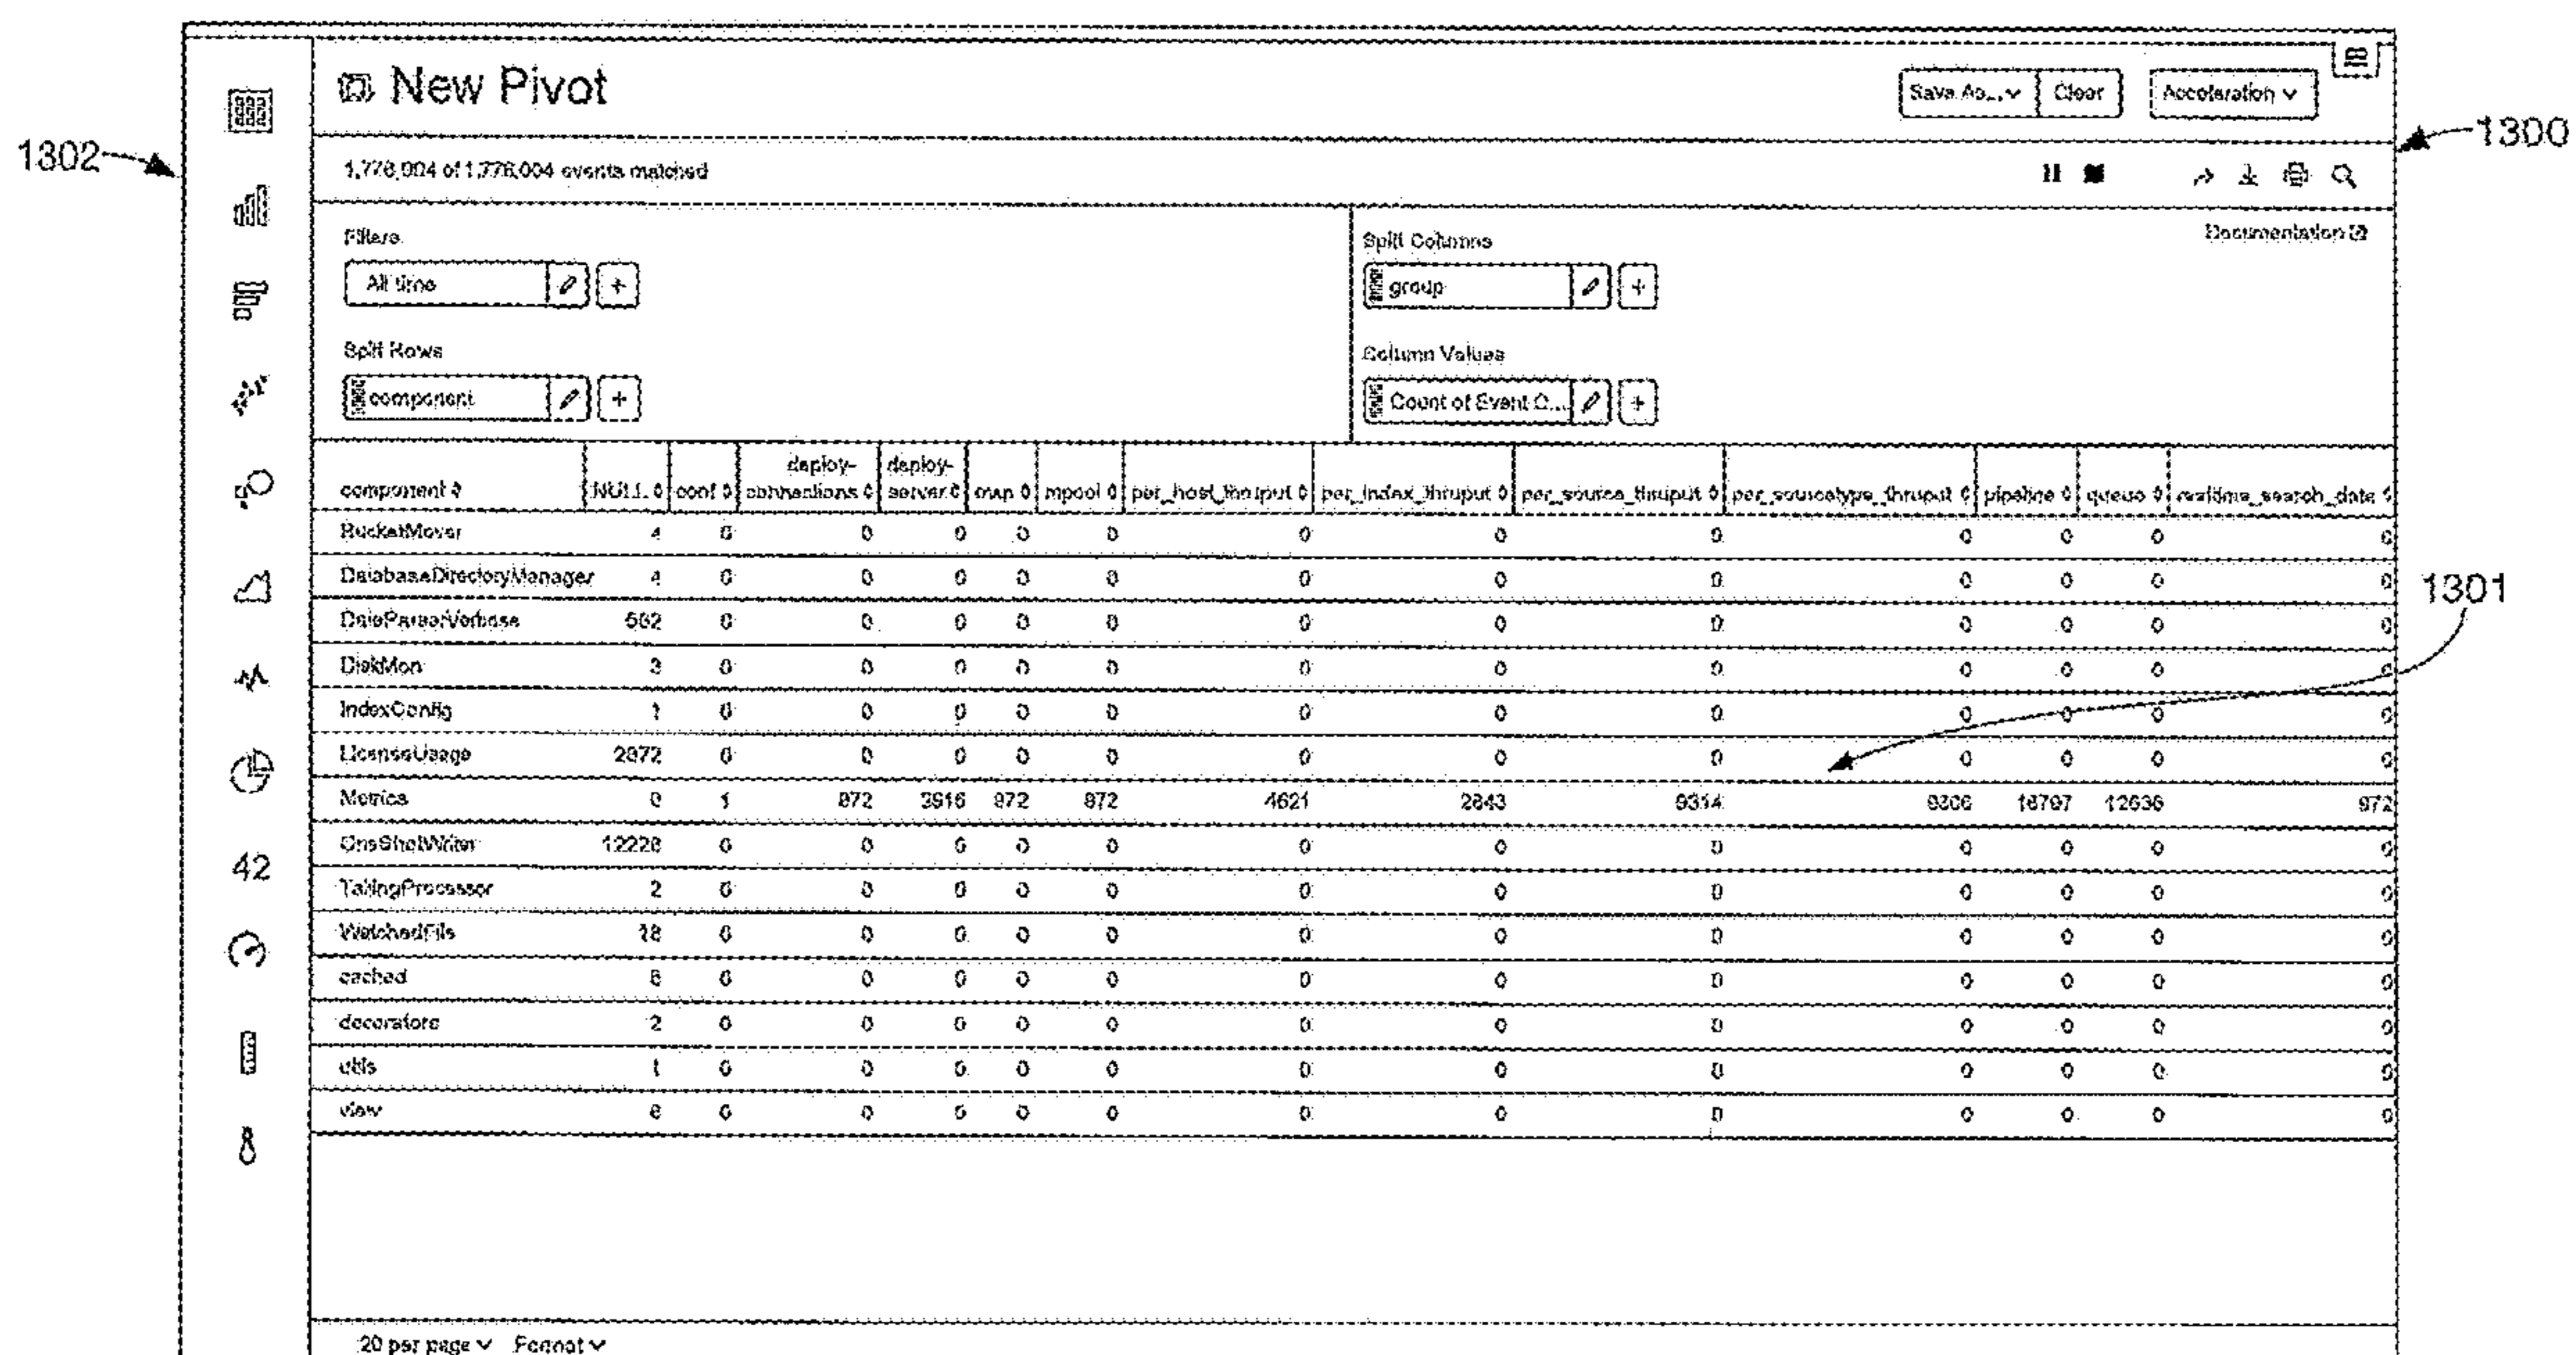 New Pivot
Save As... Clear Acceleration
1302
1300
1,776,004 of 1,776,004 events matched
Filters
Split Columns
Documentation
All time
group
Split Rows
Column Values
component
Count of Event O...
component NULL conf deploy-connections deploy-server mpool per_host_thruput per_index_thruput per_source_thruput per_sourcetype_thruput pipeline queue realtime_search_data
BucketMover 4 0 0 0 0 0 0 0 0 0 0 0 0
DatabaseDirectoryManager 4 0 0 0 0 0 0 0 0 0 0 0 0
1301
DateParserVerbose 0 0 0 0 0 0 0 0 0 0 0 0
DiskMon 3 0 0 0 0 0 0 0 0 0 0 0 0
IndexConfig 1 0 0 0 0 0 0 0 0 0 0 0 0
LicenseUsage 0 0 0 0 0 0 0 0 0 0 0 0
Metrics 0 1 972 3916 972 972 4621 9314 12636 972
OneShotWriter 12228 0 0 0 0 0 0 0 0 0 0 0 0
TailingProcessor 2 0 0 0 0 0 0 0 0 0 0 0 0
WatchedFile 0 0 0 0 0 0 0 0 0 0 0 0
cached 0 0 0 0 0 0 0 0 0 0 0 0
decorators 2 0 0 0 0 0 0 0 0 0 0 0 0
42
utils 1 0 0 0 0 0 0 0 0 0 0 0 0
view 0 0 0 0 0 0 0 0 0 0 0 0
20 per page Format